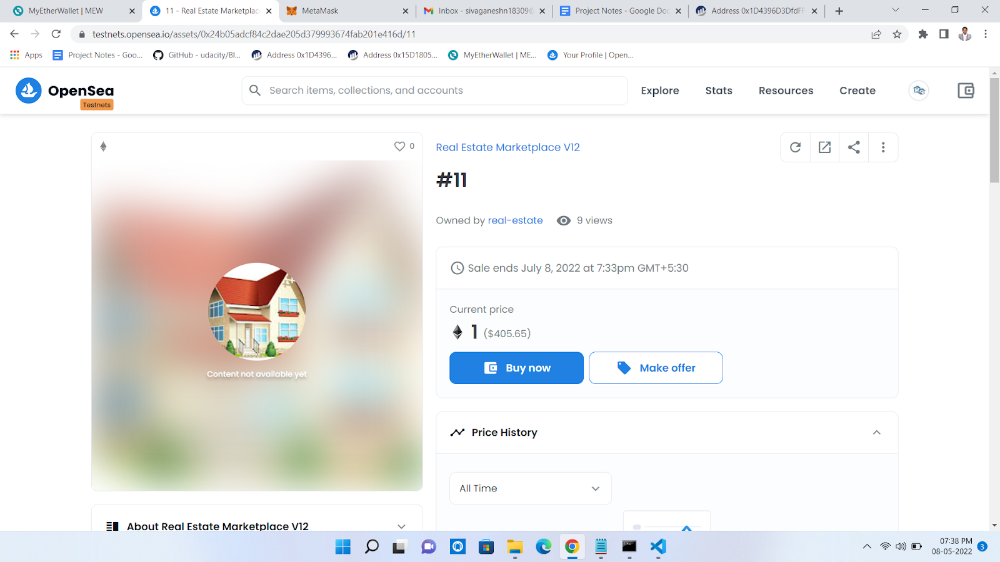 MyEtherWallet | MEW
11 - Real Estate Marketplac
MetaMask
Inbox - sivaganeshn18309@
Project Notes - Google Doc
Address 0x1D4396D3DfdFF
testnets.opensea.io/assets/0x24b05adcf84c2dae205d379993674fab201e416d/11
Apps
Project Notes - Goo...
GitHub - udacity/Bl...
Address 0x1D4396...
Address 0x15D1805...
MyEtherWallet | ME...
Your Profile | Open...
OpenSea
Testnets
Search items, collections, and accounts
Explore
Stats
Resources
Create
0
Content not available yet
About Real Estate Marketplace V12
Real Estate Marketplace V12
#11
Owned by real-estate
9 views
Sale ends July 8, 2022 at 7:33pm GMT+5:30
Current price
1 ($405.65)
Buy now
Make offer
Price History
All Time
07:38 PM
08-05-2022
3